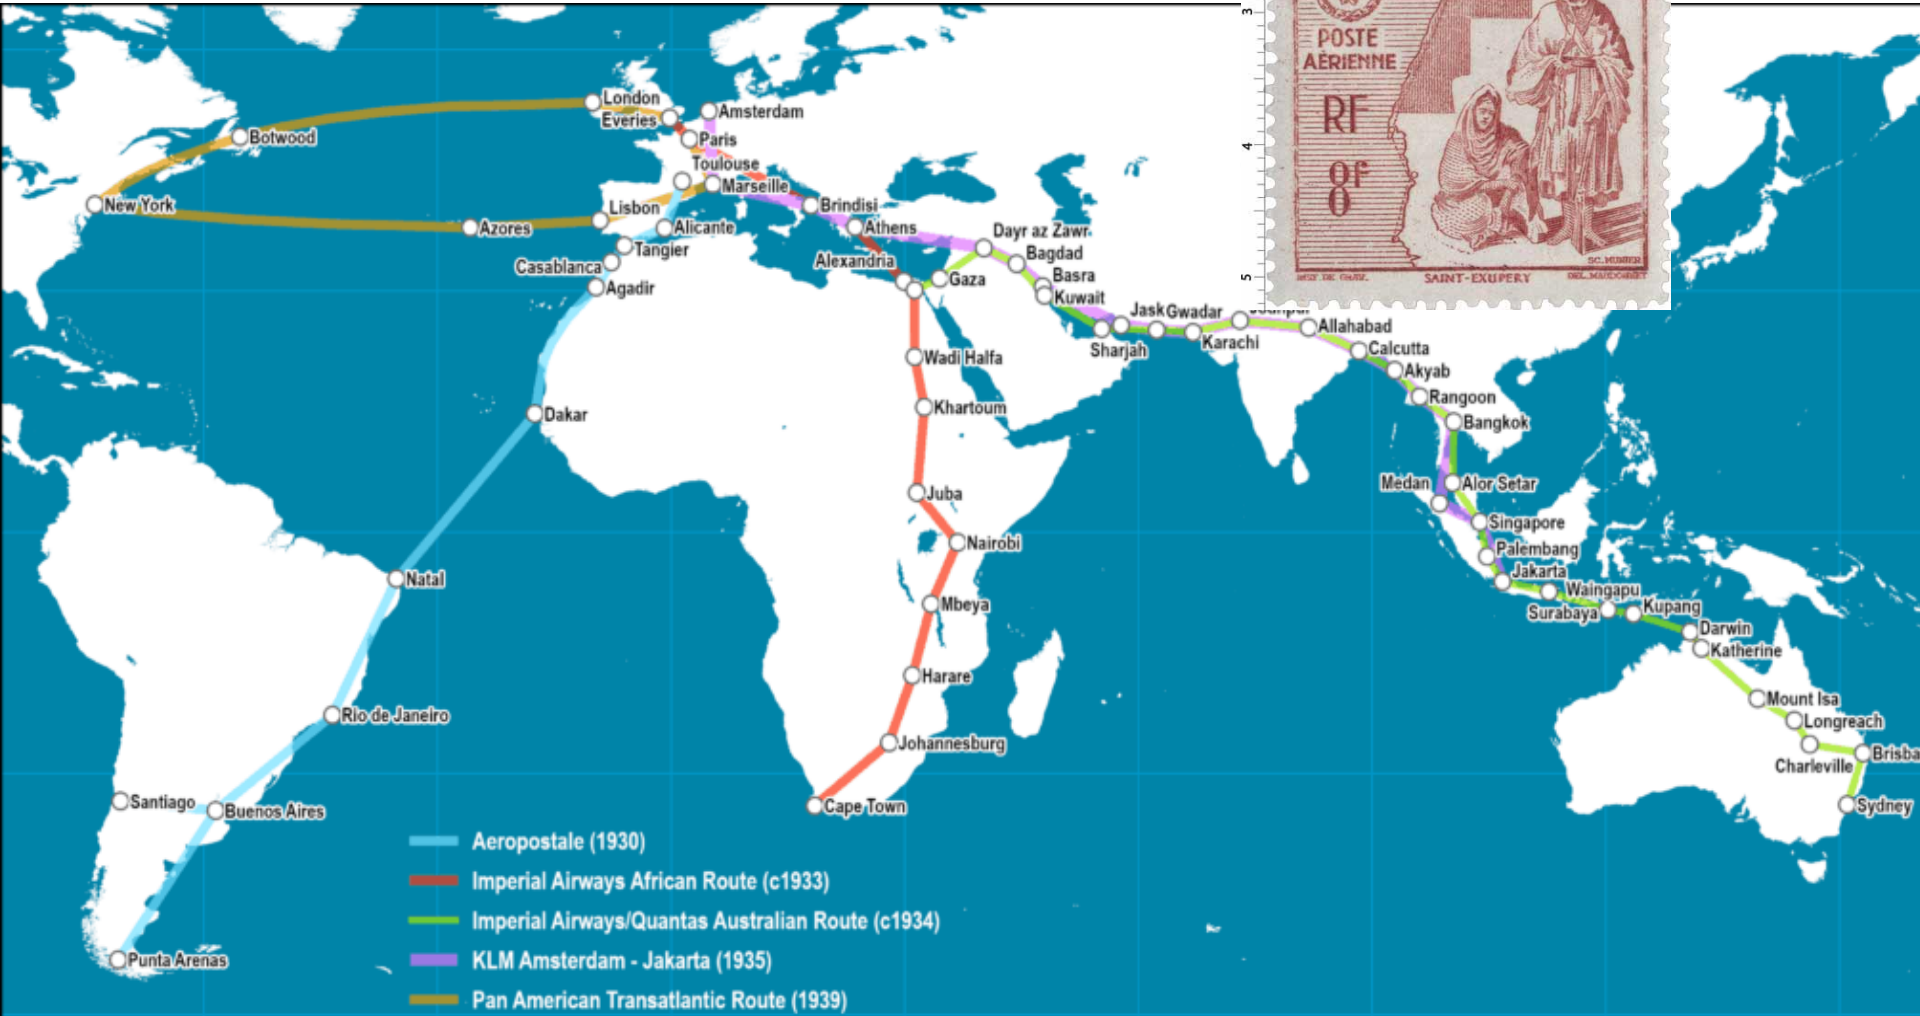 3
4
5
POSTE
AÉRIENNE
RF
8F
8
SAINT-EXUPERY
London
Everies
Amsterdam
Botwood
Paris
Toulouse
Marseille
New York
Lisbon
Brindisi
Azores
Alicante
Athens
Dayr az Zawr
Tangier
Bagdad
Casablanca
Alexandria
Gaza
Basra
Agadir
Kuwait
Jask
Gwadar
Allahabad
Sharjah
Karachi
Calcutta
Wadi Halfa
Akyab
Rangoon
Khartoum
Dakar
Bangkok
Medan
Alor Setar
Juba
Singapore
Nairobi
Palembang
Natal
Jakarta
Waingapu
Mbeya
Surabaya
Kupang
Darwin
Katherine
Harare
Mount Isa
Rio de Janeiro
Longreach
Johannesburg
Brisba
Charleville
Santiago
Buenos Aires
Cape Town
Sydney
Aeropostale (1930)
Imperial Airways African Route (c1933)
Imperial Airways/Quantas Australian Route (c1934)
KLM Amsterdam - Jakarta (1935)
Punta Arenas
Pan American Transatlantic Route (1939)